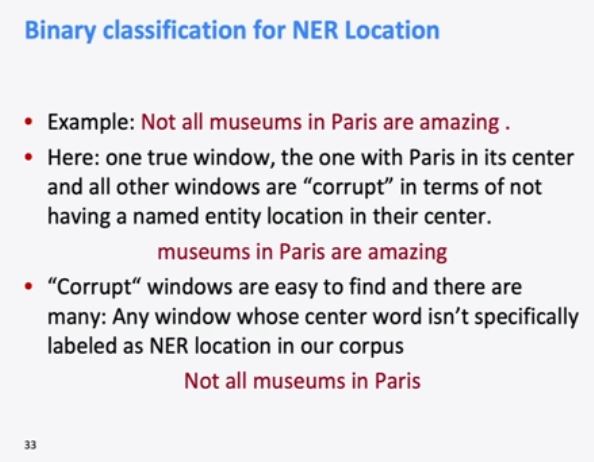 Binary classification for NER Location
• Example: Not all museums in Paris are amazing .
• Here: one true window, the one with Paris in its center
and all other windows are “corrupt” in terms of not
having a named entity location in their center.
museums in Paris are amazing
• “Corrupt“ windows are easy to find and there are
many: Any window whose center word isn’t specifically
labeled as NER location in our corpus
Not all museums in Paris
33